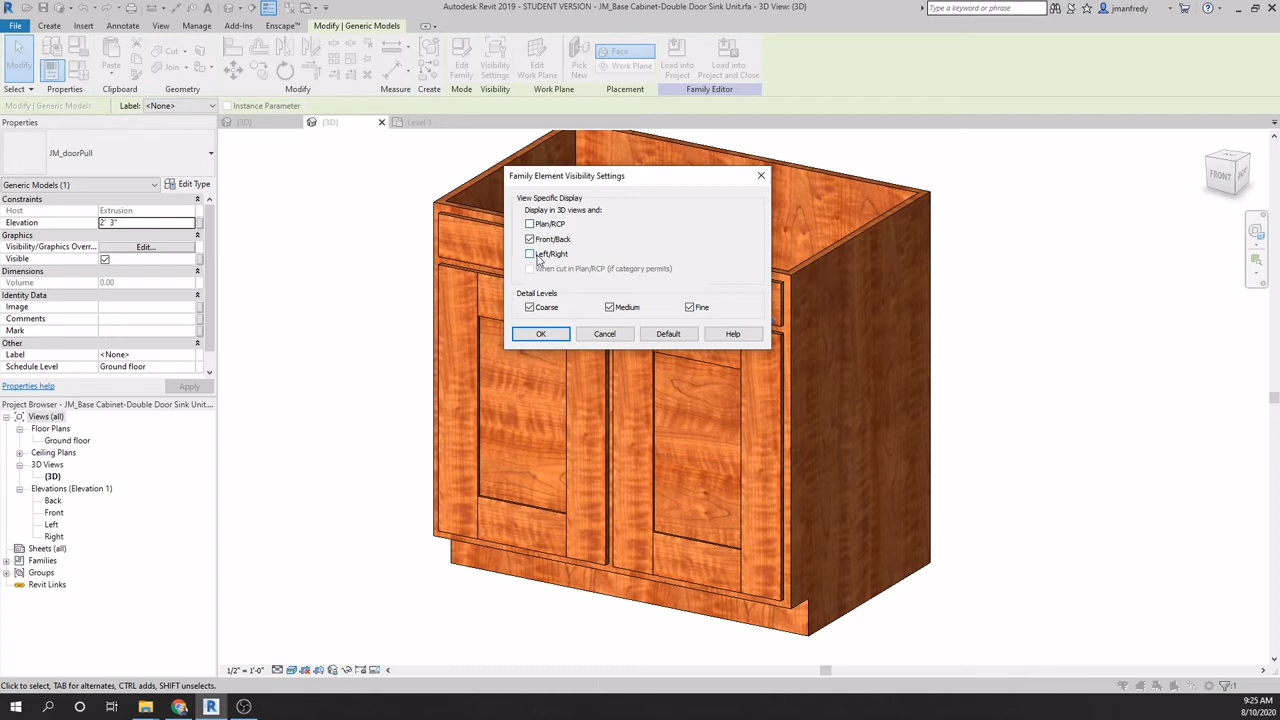 Autodesk Revit 2019 - STUDENT VERSION - JM_Base Cabinet-Double Door Sink Unit.rfa - 3D View: {3D}
Type a keyword or phrase
jmanfredy
File Create Insert Annotate View Manage Add-Ins Escape™ Modify | Generic Models
Modify
Paste
Cut
Join
Edit Family
Visibility Settings
Edit Work Plane
Pick New
Face
Work Plane
Load into Project
Load into Project and Close
Select Properties Clipboard Geometry Modify Measure Create Mode Visibility Work Plane Placement Family Editor
Modify | Generic Models Label: <None> Instance Parameter
Properties
{3D} {3D} Level 1
JM_doorPull
Generic Models (1) Edit Type
Constraints
Host Extrusion
Elevation 2' 3"
Graphics
Visibility/Graphics Overr... Edit...
Visible
Dimensions
Volume 0.00
Identity Data
Image
Comments
Mark
Other
Label <None>
Schedule Level Ground floor
Properties help Apply
Project Browser - JM_Base Cabinet-Double Door Sink Unit....
Views (all)
Floor Plans
Ground floor
Ceiling Plans
3D Views
{3D}
Elevations (Elevation 1)
Back
Front
Left
Right
Sheets (all)
Families
Groups
Revit Links
Family Element Visibility Settings
View Specific Display
Display in 3D views and:
Plan/RCP
Front/Back
Left/Right
When cut in Plan/RCP (if category permits)
Detail Levels
Coarse Medium Fine
OK Cancel Default Help
FRONT
1/2" = 1'-0"
Click to select, TAB for alternates, CTRL adds, SHIFT unselects.
:1
9:25 AM
8/10/2020